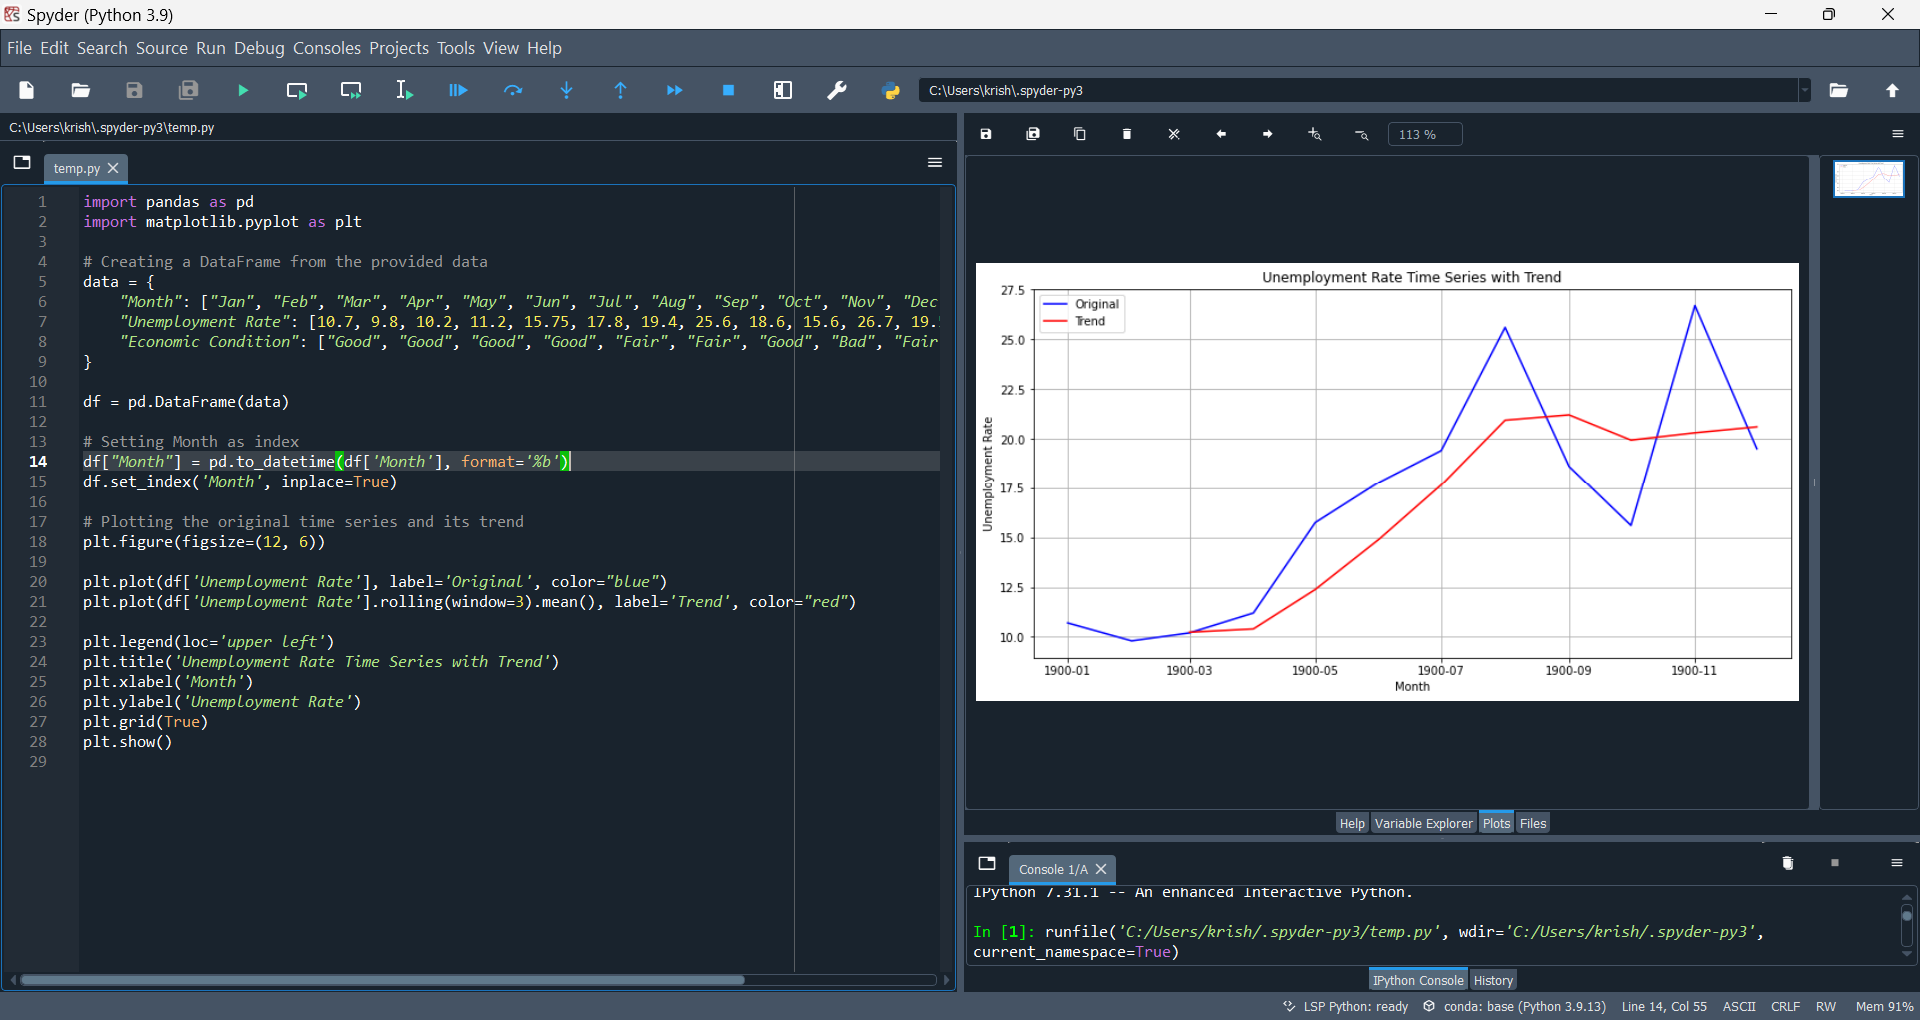 Spyder (Python 3.9)
File Edit Search Source Run Debug Consoles Projects Tools View Help
C:\Users\krish\.spyder-py3
C:\Users\krish\.spyder-py3\temp.py
temp.py
1 import pandas as pd
2 import matplotlib.pyplot as plt
3
4 # Creating a DataFrame from the provided data
5 data = {
6 "Month": ["Jan", "Feb", "Mar", "Apr", "May", "Jun", "Jul", "Aug", "Sep", "Oct", "Nov", "Dec
7 "Unemployment Rate": [10.7, 9.8, 10.2, 11.2, 15.75, 17.8, 19.4, 25.6, 18.6, 15.6, 26.7, 19.
8 "Economic Condition": ["Good", "Good", "Good", "Good", "Fair", "Fair", "Good", "Bad", "Fair
9 }
10
11 df = pd.DataFrame(data)
12
13 # Setting Month as index
14 df["Month"] = pd.to_datetime(df['Month'], format='%b')
15 df.set_index('Month', inplace=True)
16
17 # Plotting the original time series and its trend
18 plt.figure(figsize=(12, 6))
19
20 plt.plot(df['Unemployment Rate'], label='Original', color="blue")
21 plt.plot(df['Unemployment Rate'].rolling(window=3).mean(), label='Trend', color="red")
22
23 plt.legend(loc='upper left')
24 plt.title('Unemployment Rate Time Series with Trend')
25 plt.xlabel('Month')
26 plt.ylabel('Unemployment Rate')
27 plt.grid(True)
28 plt.show()
29
113 %
Unemployment Rate Time Series with Trend
Original
Trend
27.5
25.0
22.5
20.0
17.5
15.0
12.5
10.0
Unemployment Rate
1900-01 1900-03 1900-05 1900-07 1900-09 1900-11
Month
Help Variable Explorer Plots Files
Console 1/A
IPython 7.31.1 -- An enhanced Interactive Python.
In [1]: runfile('C:/Users/krish/.spyder-py3/temp.py', wdir='C:/Users/krish/.spyder-py3',
current_namespace=True)
IPython Console History
LSP Python: ready conda: base (Python 3.9.13) Line 14, Col 55 ASCII CRLF RW Mem 91%